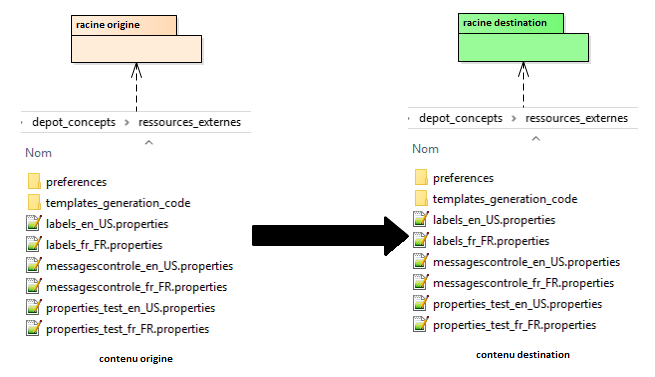 racine origine
depot_concepts > ressources_externes
Nom
preferences
templates_generation_code
labels_en_US.properties
labels_fr_FR.properties
messagescontrole_en_US.properties
messagescontrole_fr_FR.properties
properties_test_en_US.properties
properties_test_fr_FR.properties
contenu origine
racine destination
depot_concepts > ressources_externes
Nom
preferences
templates_generation_code
labels_en_US.properties
labels_fr_FR.properties
messagescontrole_en_US.properties
messagescontrole_fr_FR.properties
properties_test_en_US.properties
properties_test_fr_FR.properties
contenu destination